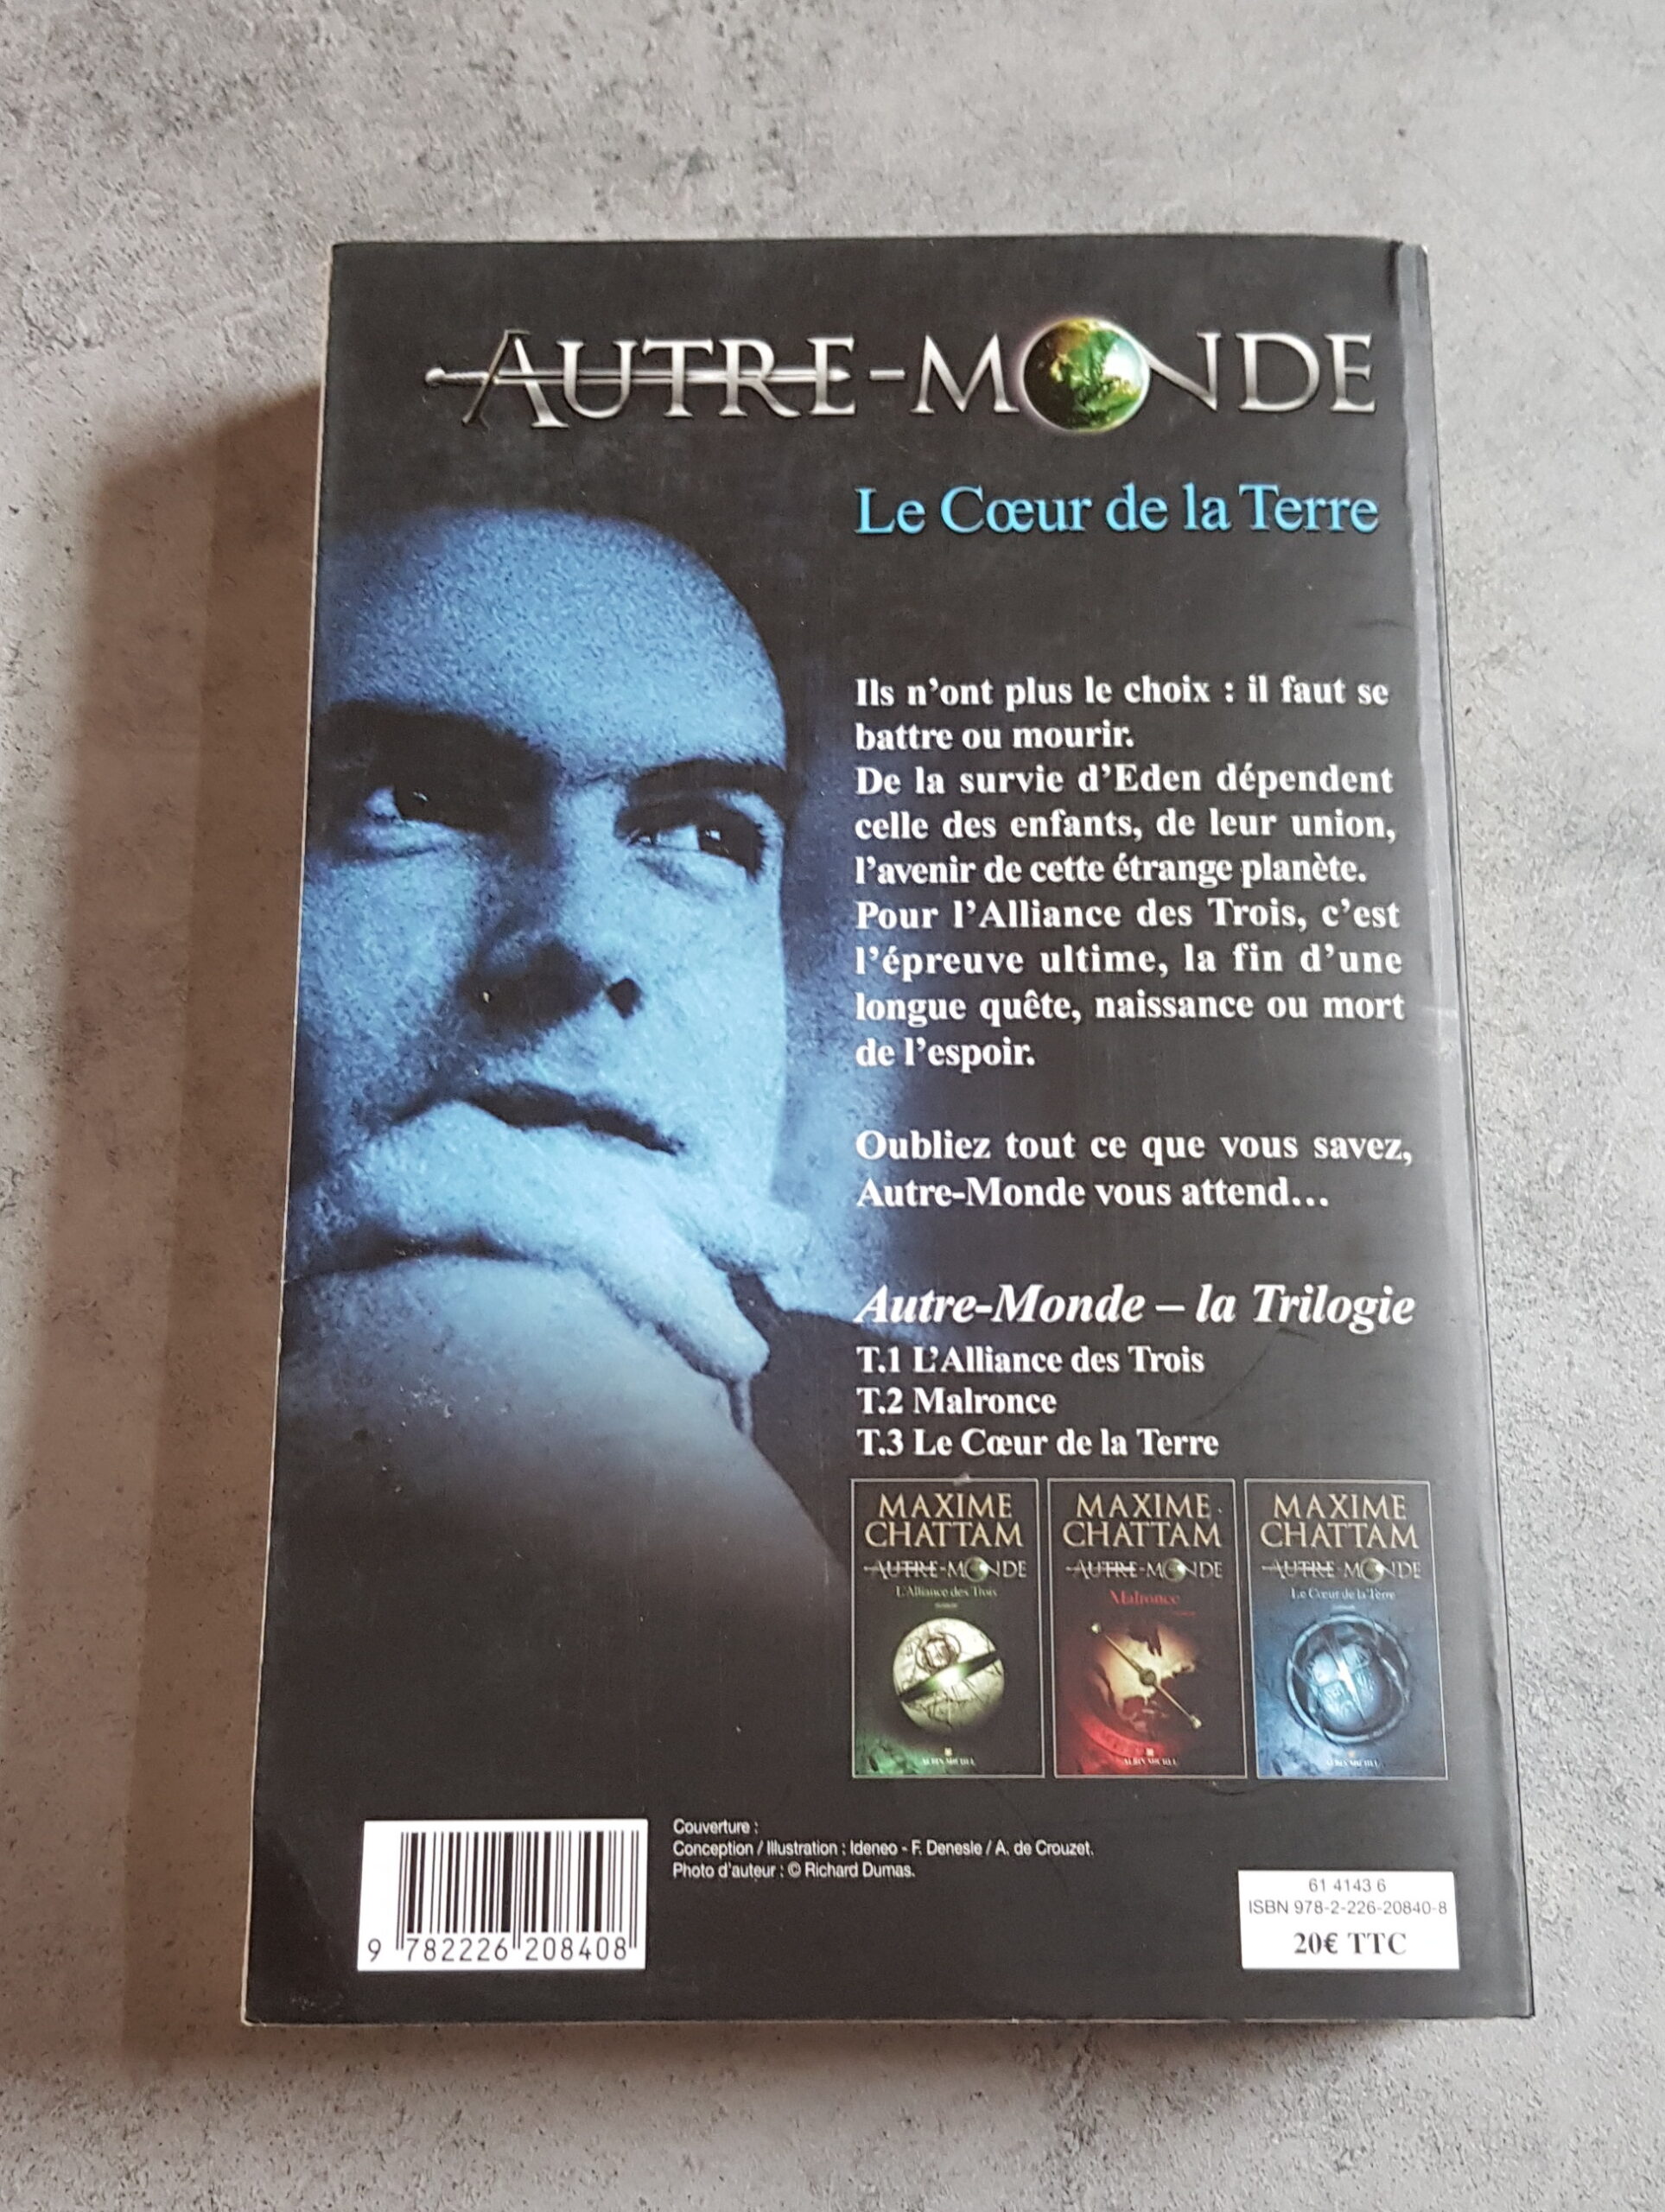 AUTRE-MONDE
Le Cœur de la Terre
Ils n’ont plus le choix : il faut se
battre ou mourir.
De la survie d’Eden dépendent
celle des enfants, de leur union,
l’avenir de cette étrange planète.
Pour l’Alliance des Trois, c’est
l’épreuve ultime, la fin d’une
longue quête, naissance ou mort
de l’espoir.
Oubliez tout ce que vous savez,
Autre-Monde vous attend...
Autre-Monde – la Trilogie
T.1 L’Alliance des Trois
T.2 Malronce
T.3 Le Cœur de la Terre
MAXIME
CHATTAM
AUTRE-MONDE
L’Alliance des Trois
ALBIN MICHEL
MAXIME
CHATTAM
AUTRE-MONDE
Malronce
ALBIN MICHEL
MAXIME
CHATTAM
AUTRE-MONDE
Le Cœur de la Terre
ALBIN MICHEL
9 782226 208408
Couverture :
Conception / Illustration : Ideneo - F. Denesle / A. de Crouzet.
Photo d’auteur : © Richard Dumas.
61 4143 6
ISBN 978-2-226-20840-8
20€ TTC